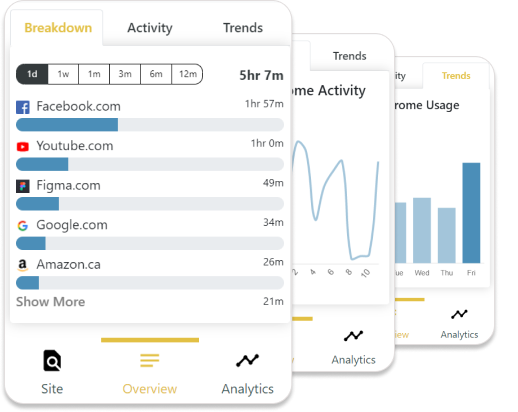 Breakdown Activity Trends
1d 1w 1m 3m 6m 12m 5hr 7m
Facebook.com 1hr 57m
Youtube.com 1hr 0m
Figma.com 49m
Google.com 34m
Amazon.ca 26m
Show More 21m
Site Overview Analytics
Trends
ome Activity
2 4 6 8 10
Analytics
ity Trends
rome Usage
ue Wed Thu Fri
iew Analytics